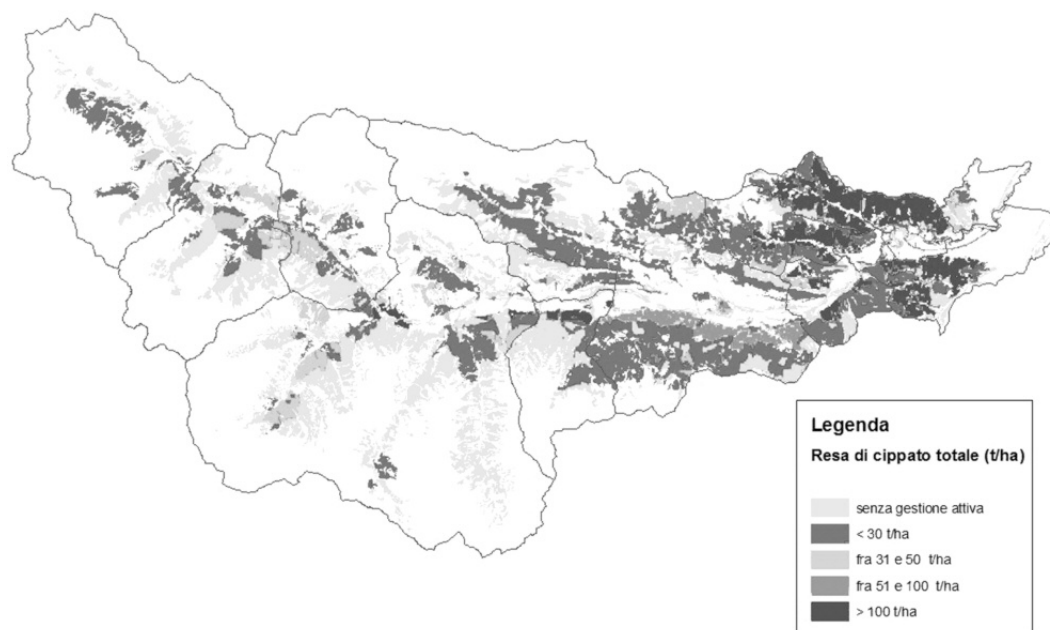 Legenda
Resa di cippato totale (t/ha)
senza gestione attiva
< 30 t/ha
fra 31 e 50 t/ha
fra 51 e 100 t/ha
> 100 t/ha